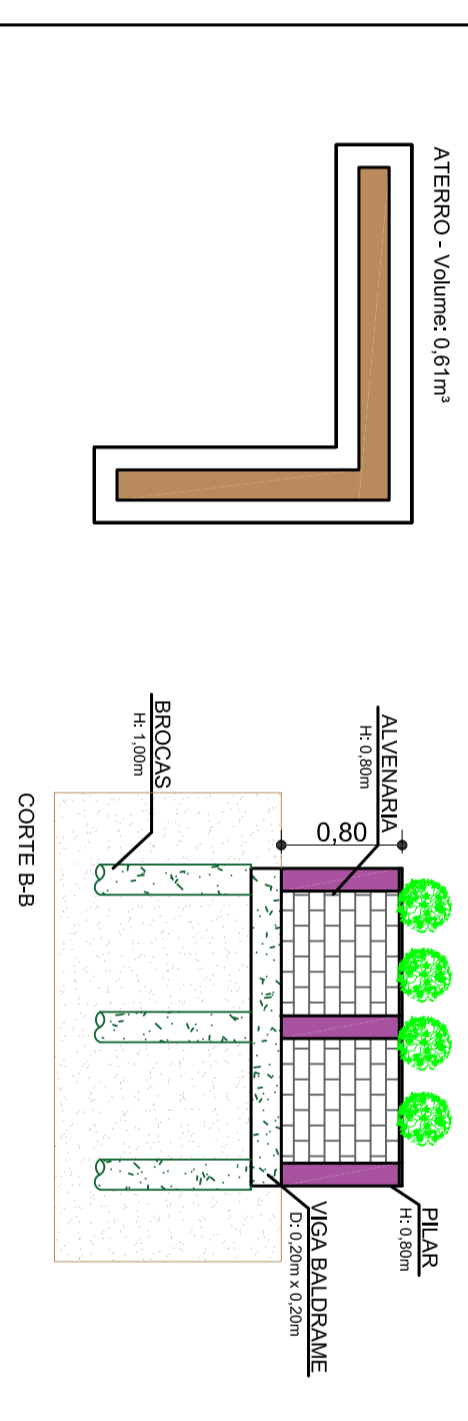 ATERRO - Volume: 0,61m³
ALVENARIA
H: 0,80m
0,80
PILAR
H: 0,80m
BROCAS
H: 1,00m
VIGA BALDRAME
D: 0,20m x 0,20m
CORTE B-B